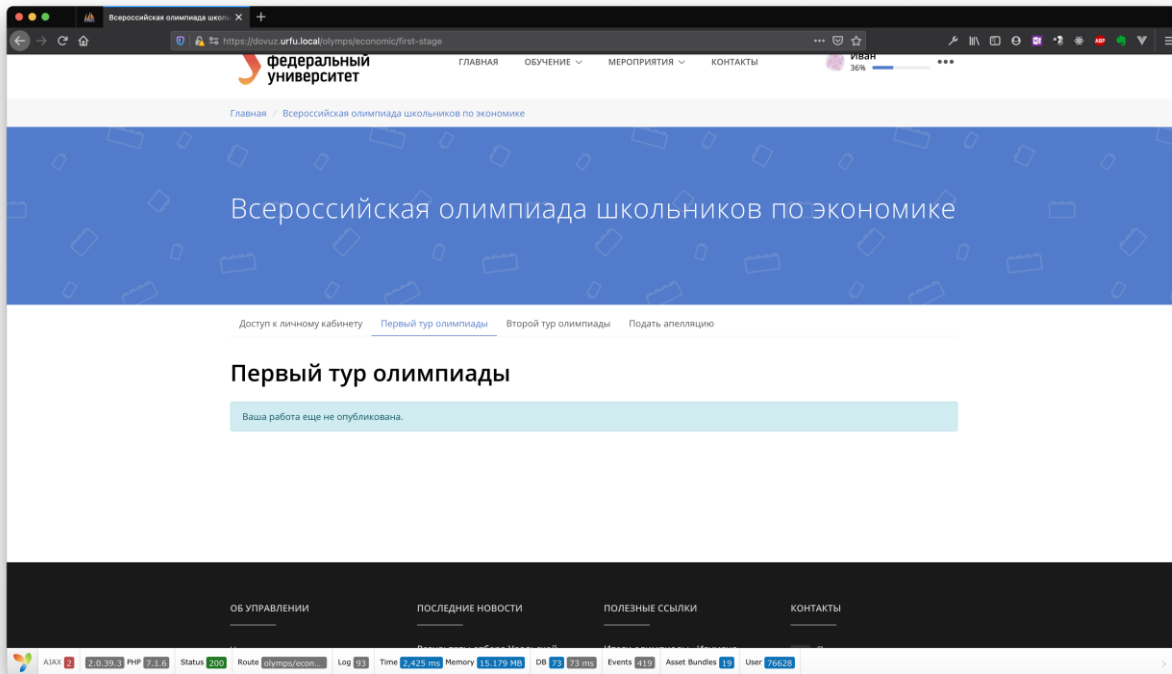 Всероссийская олимпиада школь
https://dovuz.urfu.local/olymps/economic/first-stage
федеральный
университет
ГЛАВНАЯ ОБУЧЕНИЕ МЕРОПРИЯТИЯ КОНТАКТЫ
Иван
36%
Главная / Всероссийская олимпиада школьников по экономике
Всероссийская олимпиада школьников по экономике
Доступ к личному кабинету Первый тур олимпиады Второй тур олимпиады Подать апелляцию
Первый тур олимпиады
Ваша работа еще не опубликована.
ОБ УПРАВЛЕНИИ ПОСЛЕДНИЕ НОВОСТИ ПОЛЕЗНЫЕ ССЫЛКИ КОНТАКТЫ
AJAX 2 2.0.39.3 PHP 7.1.6 Status 200 Route olymps/econ... Log 93 Time 2,425 ms Memory 15.179 MB DB 73 73 ms Events 419 Asset Bundles 19 User 76628